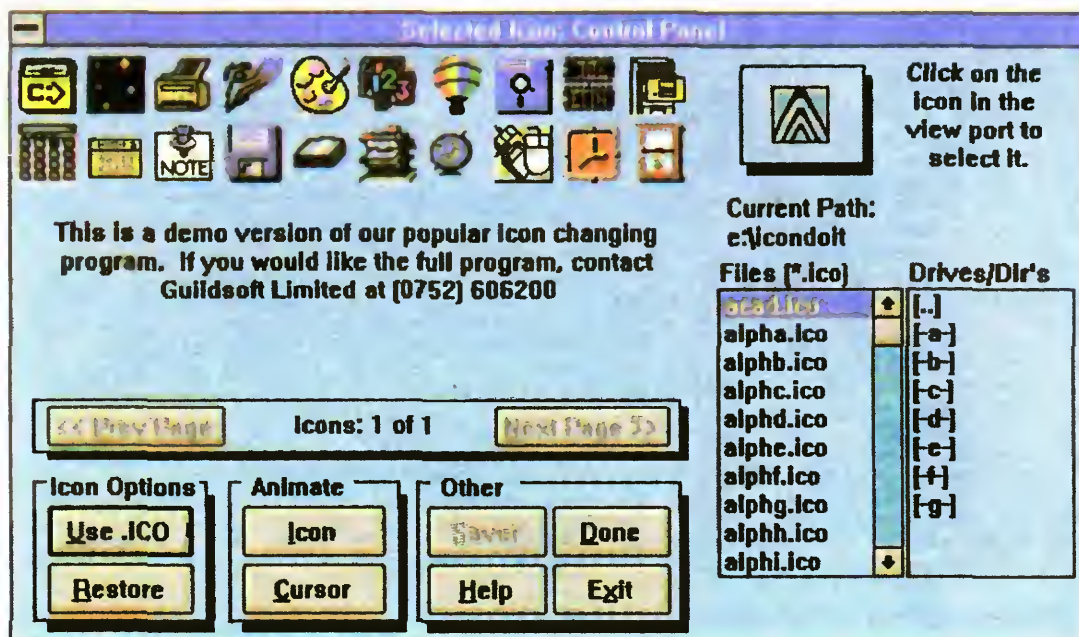 Selected Icon: Control Panel
NOTE
Click on the
icon in the
view port to
select it.
This is a demo version of our popular icon changing
program. If you would like the full program, contact
Guildsoft Limited at (0752) 606200
Current Path:
e:\icondoit
Files (*.ico)
Drives/Dir's
acad.ico
alpha.ico
alphb.ico
alphc.ico
alphd.ico
alphe.ico
alphf.ico
alphg.ico
alphh.ico
alphi.ico
[..]
[-a-]
[-b-]
[-c-]
[-d-]
[-e-]
[-f-]
[-g-]
<< Prev Page
Icons: 1 of 1
Next Page >>
Icon Options
Use .ICO
Restore
Animate
Icon
Cursor
Other
Saver
Done
Help
Exit